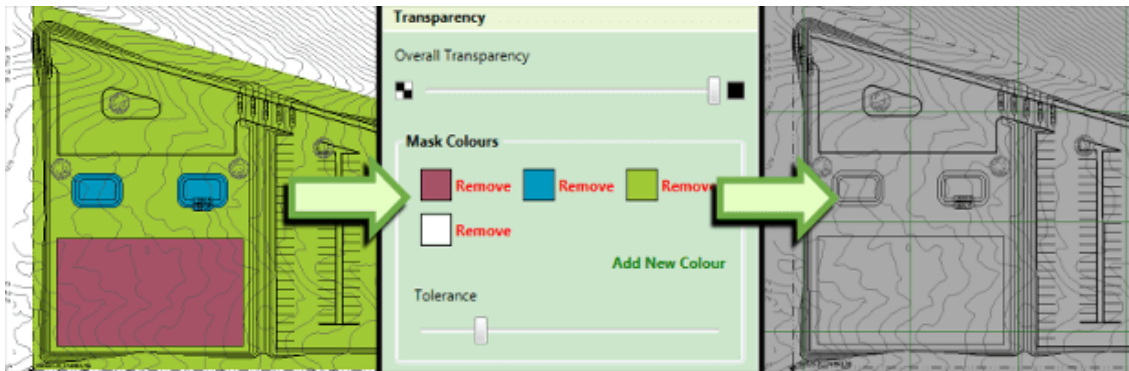 Transparency
Overall Transparency
Mask Colours
Remove Remove Remove
Remove
Add New Colour
Tolerance